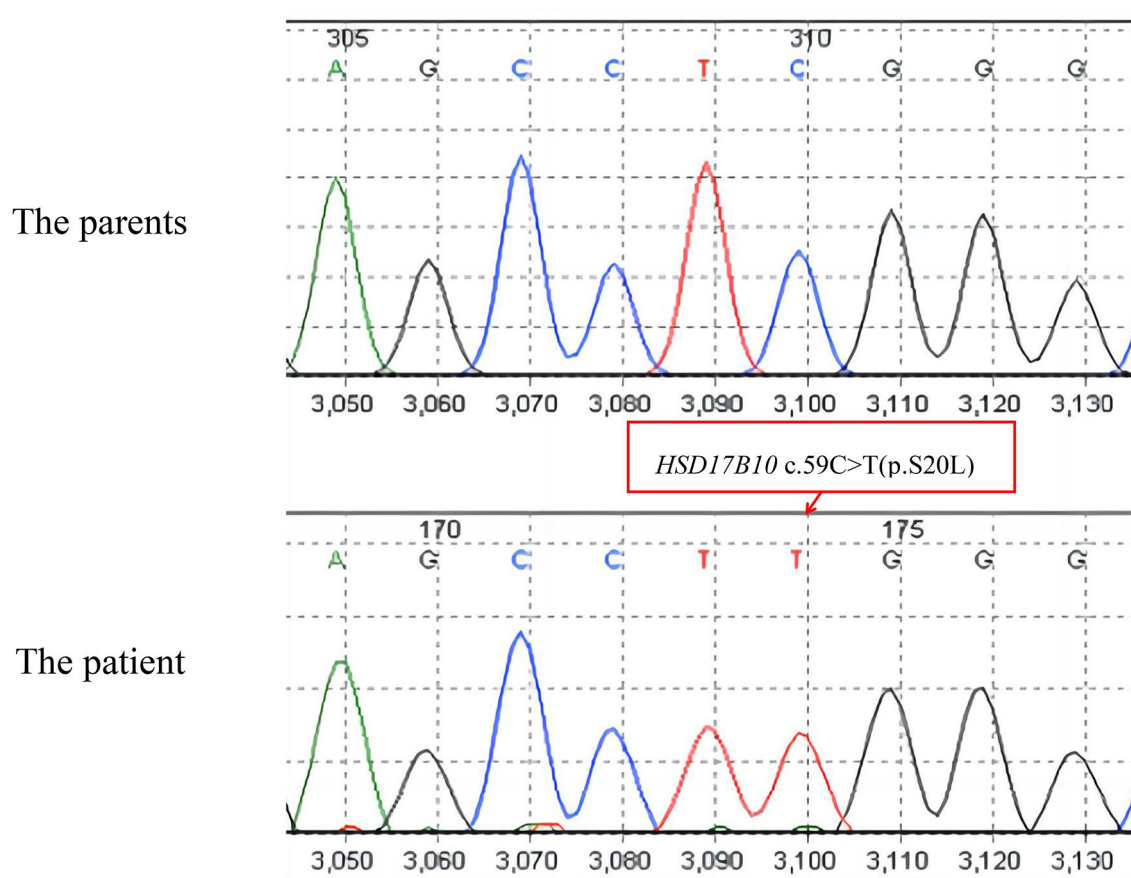 305 310
A G C C T C G G G
The parents
3,050 3,060 3,070 3,080 3,090 3,100 3,110 3,120 3,130
HSD17B10 c.59C>T(p.S20L)
170 175
A G C C T T G G G
The patient
3,050 3,060 3,070 3,080 3,090 3,100 3,110 3,120 3,130